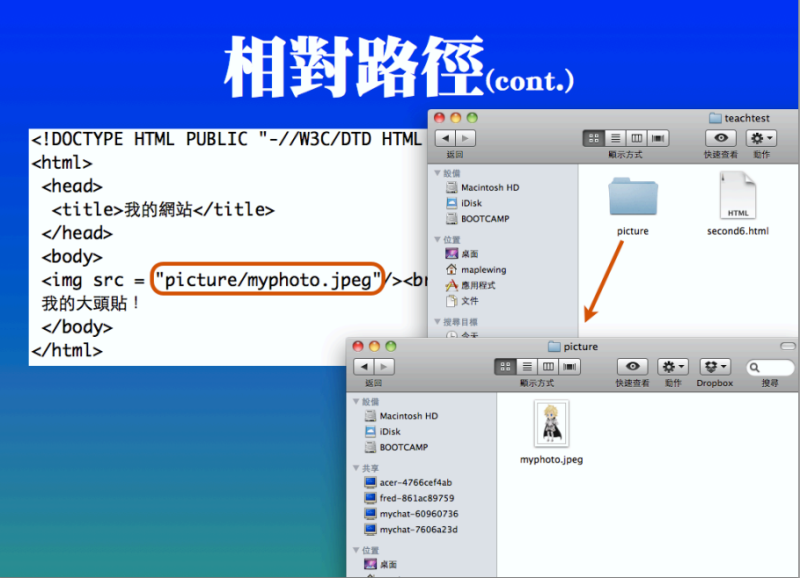 相對路徑(cont.)
<!DOCTYPE HTML PUBLIC "-//W3C/DTD HTML
<html>
<head>
<title>我的網站</title>
</head>
<body>
<img src = "picture/myphoto.jpeg"/><br
我的大頭貼！
</body>
</html>
teachtest
返回
顯示方式
快速查看
動作
設備
Macintosh HD
iDisk
BOOTCAMP
位置
桌面
maplewing
應用程式
文件
搜尋目標
今天
picture
HTML
second6.html
picture
返回
顯示方式
快速查看
動作
Dropbox
搜尋
設備
Macintosh HD
iDisk
BOOTCAMP
共享
acer-4766cef4ab
fred-861ac89759
mychat-60960736
mychat-7606a23d
位置
桌面
myphoto.jpeg